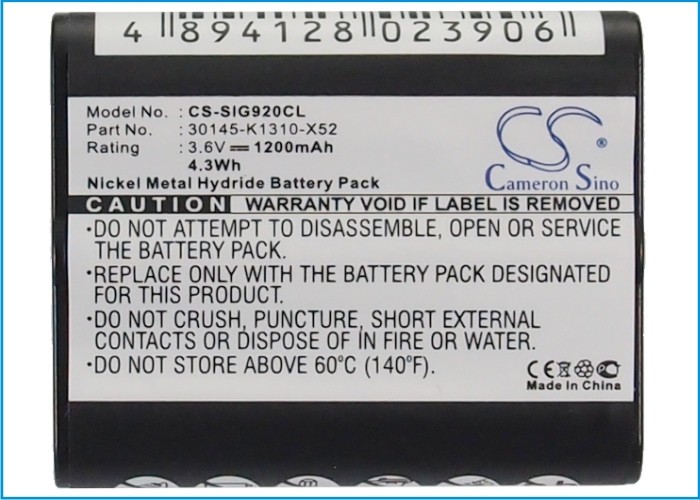 4 894128 023906
Model No. : CS-SIG920CL
Part No. : 30145-K1310-X52
Rating : 3.6V ⎓ 1200mAh
4.3Wh
Nickel Metal Hydride Battery Pack
CS
Cameron Sino
CAUTION WARRANTY VOID IF LABEL IS REMOVED
•DO NOT ATTEMPT TO DISASSEMBLE, OPEN OR SERVICE
THE BATTERY PACK.
•REPLACE ONLY WITH THE BATTERY PACK DESIGNATED
FOR THIS EQUIPMENT.
•DO NOT CRUSH, PUNCTURE, SHORT EXTERNAL
CONTACTS OR DISPOSE OF IN FIRE OR WATER.
•DO NOT STORE ABOVE 60°C (140°F).
CE
Made In China